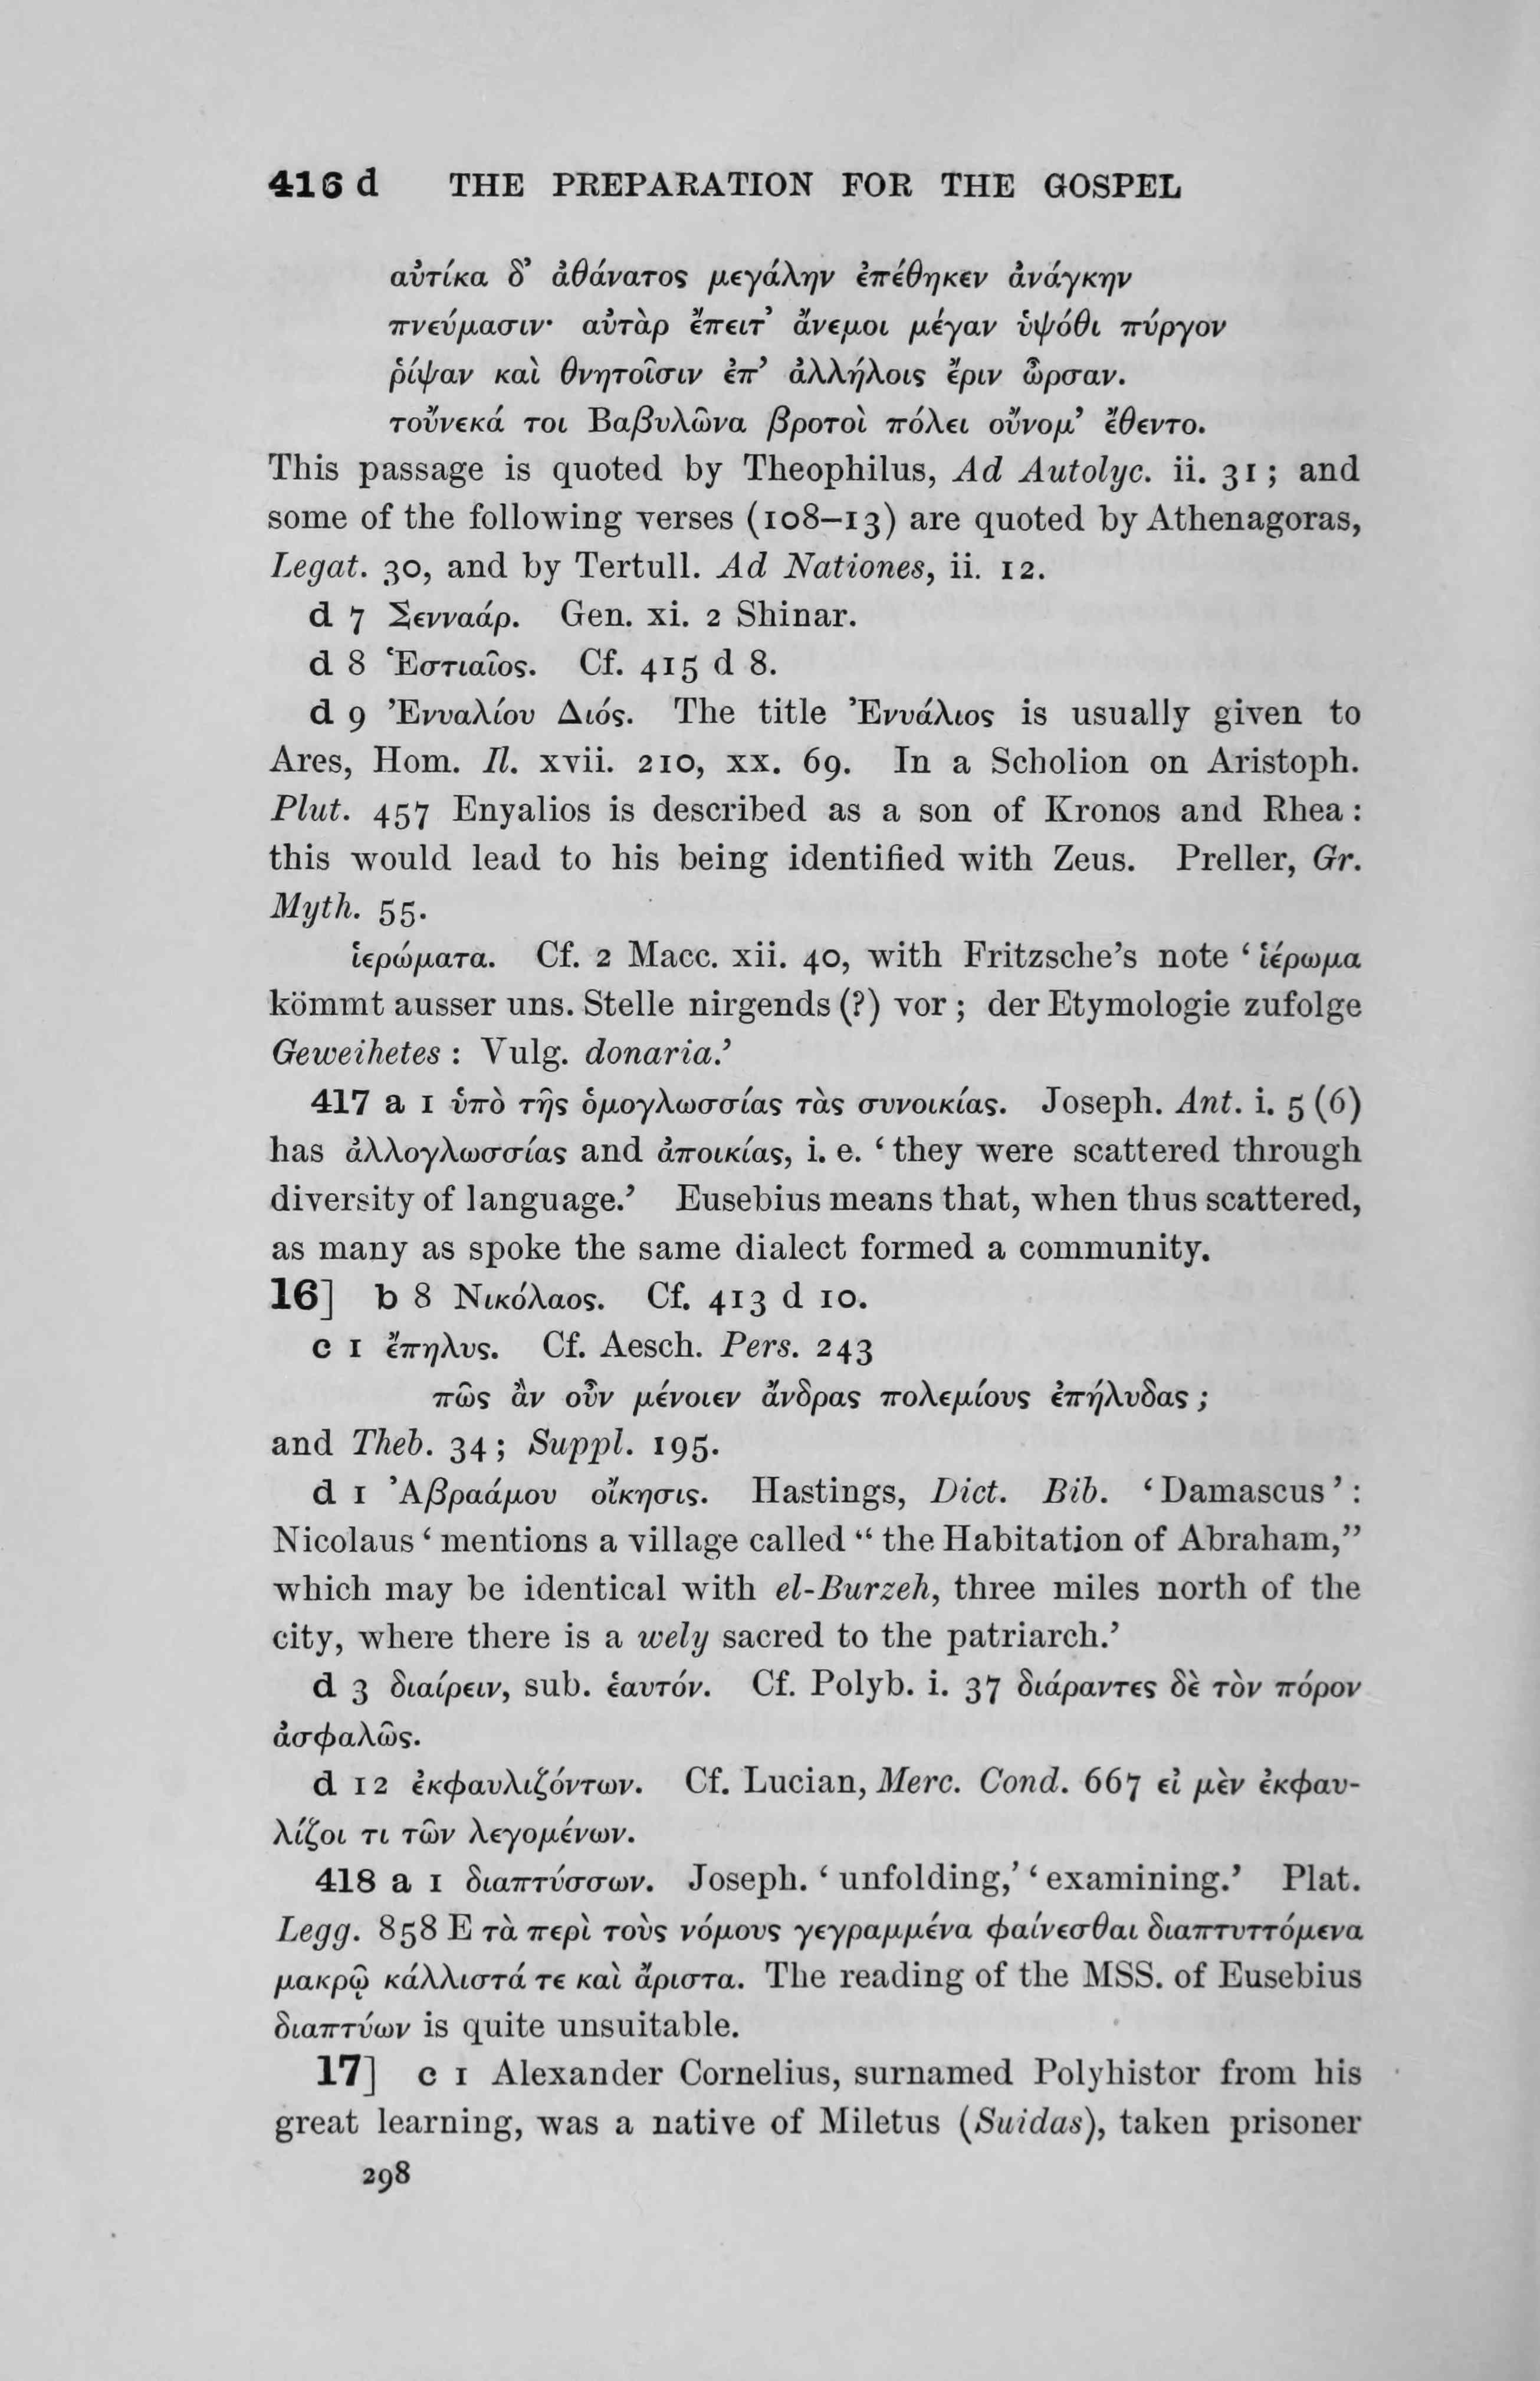 416 d THE PREPARATION FOR THE GOSPEL
αὐτίκα δ’ ἀθάνατος μεγάλην ἐπέθηκεν ἀνάγκην
πνεύμασιν· αὐτὰρ ἔπειτ’ ἄνεμοι μέγαν ὑψόθι πύργον
ῥίψαν καὶ θνητοῖσιν ἐπ’ ἀλλήλοις ἔριν ὦρσαν.
τοὔνεκά τοι Βαβυλῶνα βροτοὶ πόλει οὔνομ’ ἔθεντο.
This passage is quoted by Theophilus, Ad Autolyc. ii. 31; and
some of the following verses (108–13) are quoted by Athenagoras,
Legat. 30, and by Tertull. Ad Nationes, ii. 12.
d 7 Σενναάρ. Gen. xi. 2 Shinar.
d 8 Ἑστιαῖος. Cf. 415 d 8.
d 9 Ἐνυαλίου Διός. The title Ἐνυάλιος is usually given to
Ares, Hom. Il. xvii. 210, xx. 69. In a Scholion on Aristoph.
Plut. 457 Enyalios is described as a son of Kronos and Rhea:
this would lead to his being identified with Zeus. Preller, Gr.
Myth. 55.
ἱερώματα. Cf. 2 Macc. xii. 40, with Fritzsche’s note ‘ἱέρωμα
kömmt ausser uns. Stelle nirgends (?) vor; der Etymologie zufolge
Geweihetes: Vulg. donaria.’
417 a 1 ὑπὸ τῆς ὁμογλωσσίας τὰς συνοικίας. Joseph. Ant. i. 5 (6)
has ἀλλογλωσσίας and ἀποικίας, i. e. ‘they were scattered through
diversity of language.’ Eusebius means that, when thus scattered,
as many as spoke the same dialect formed a community.
16] b 8 Νικόλαος. Cf. 413 d 10.
c 1 ἔπηλυς. Cf. Aesch. Pers. 243
πῶς ἂν οὖν μένοιεν ἄνδρας πολεμίους ἐπήλυδας;
and Theb. 34; Suppl. 195.
d 1 Ἀβραάμου οἴκησις. Hastings, Dict. Bib. ‘Damascus’:
Nicolaus ‘mentions a village called “the Habitation of Abraham,”
which may be identical with el-Burzeh, three miles north of the
city, where there is a wely sacred to the patriarch.’
d 3 διαίρειν, sub. ἑαυτόν. Cf. Polyb. i. 37 διάραντες δὲ τὸν πόρον
ἀσφαλῶς.
d 12 ἐκφαυλιζόντων. Cf. Lucian, Merc. Cond. 667 εἰ μὲν ἐκφαυ-
λίζοι τι τῶν λεγομένων.
418 a 1 διαπτύσσων. Joseph. ‘unfolding,’ ‘examining.’ Plat.
Legg. 858 E τὰ περὶ τοὺς νόμους γεγραμμένα φαίνεσθαι διαπτυττόμενα
μακρῷ κάλλιστά τε καὶ ἄριστα. The reading of the MSS. of Eusebius
διαπτύων is quite unsuitable.
17] c 1 Alexander Cornelius, surnamed Polyhistor from his
great learning, was a native of Miletus (Suidas), taken prisoner
298